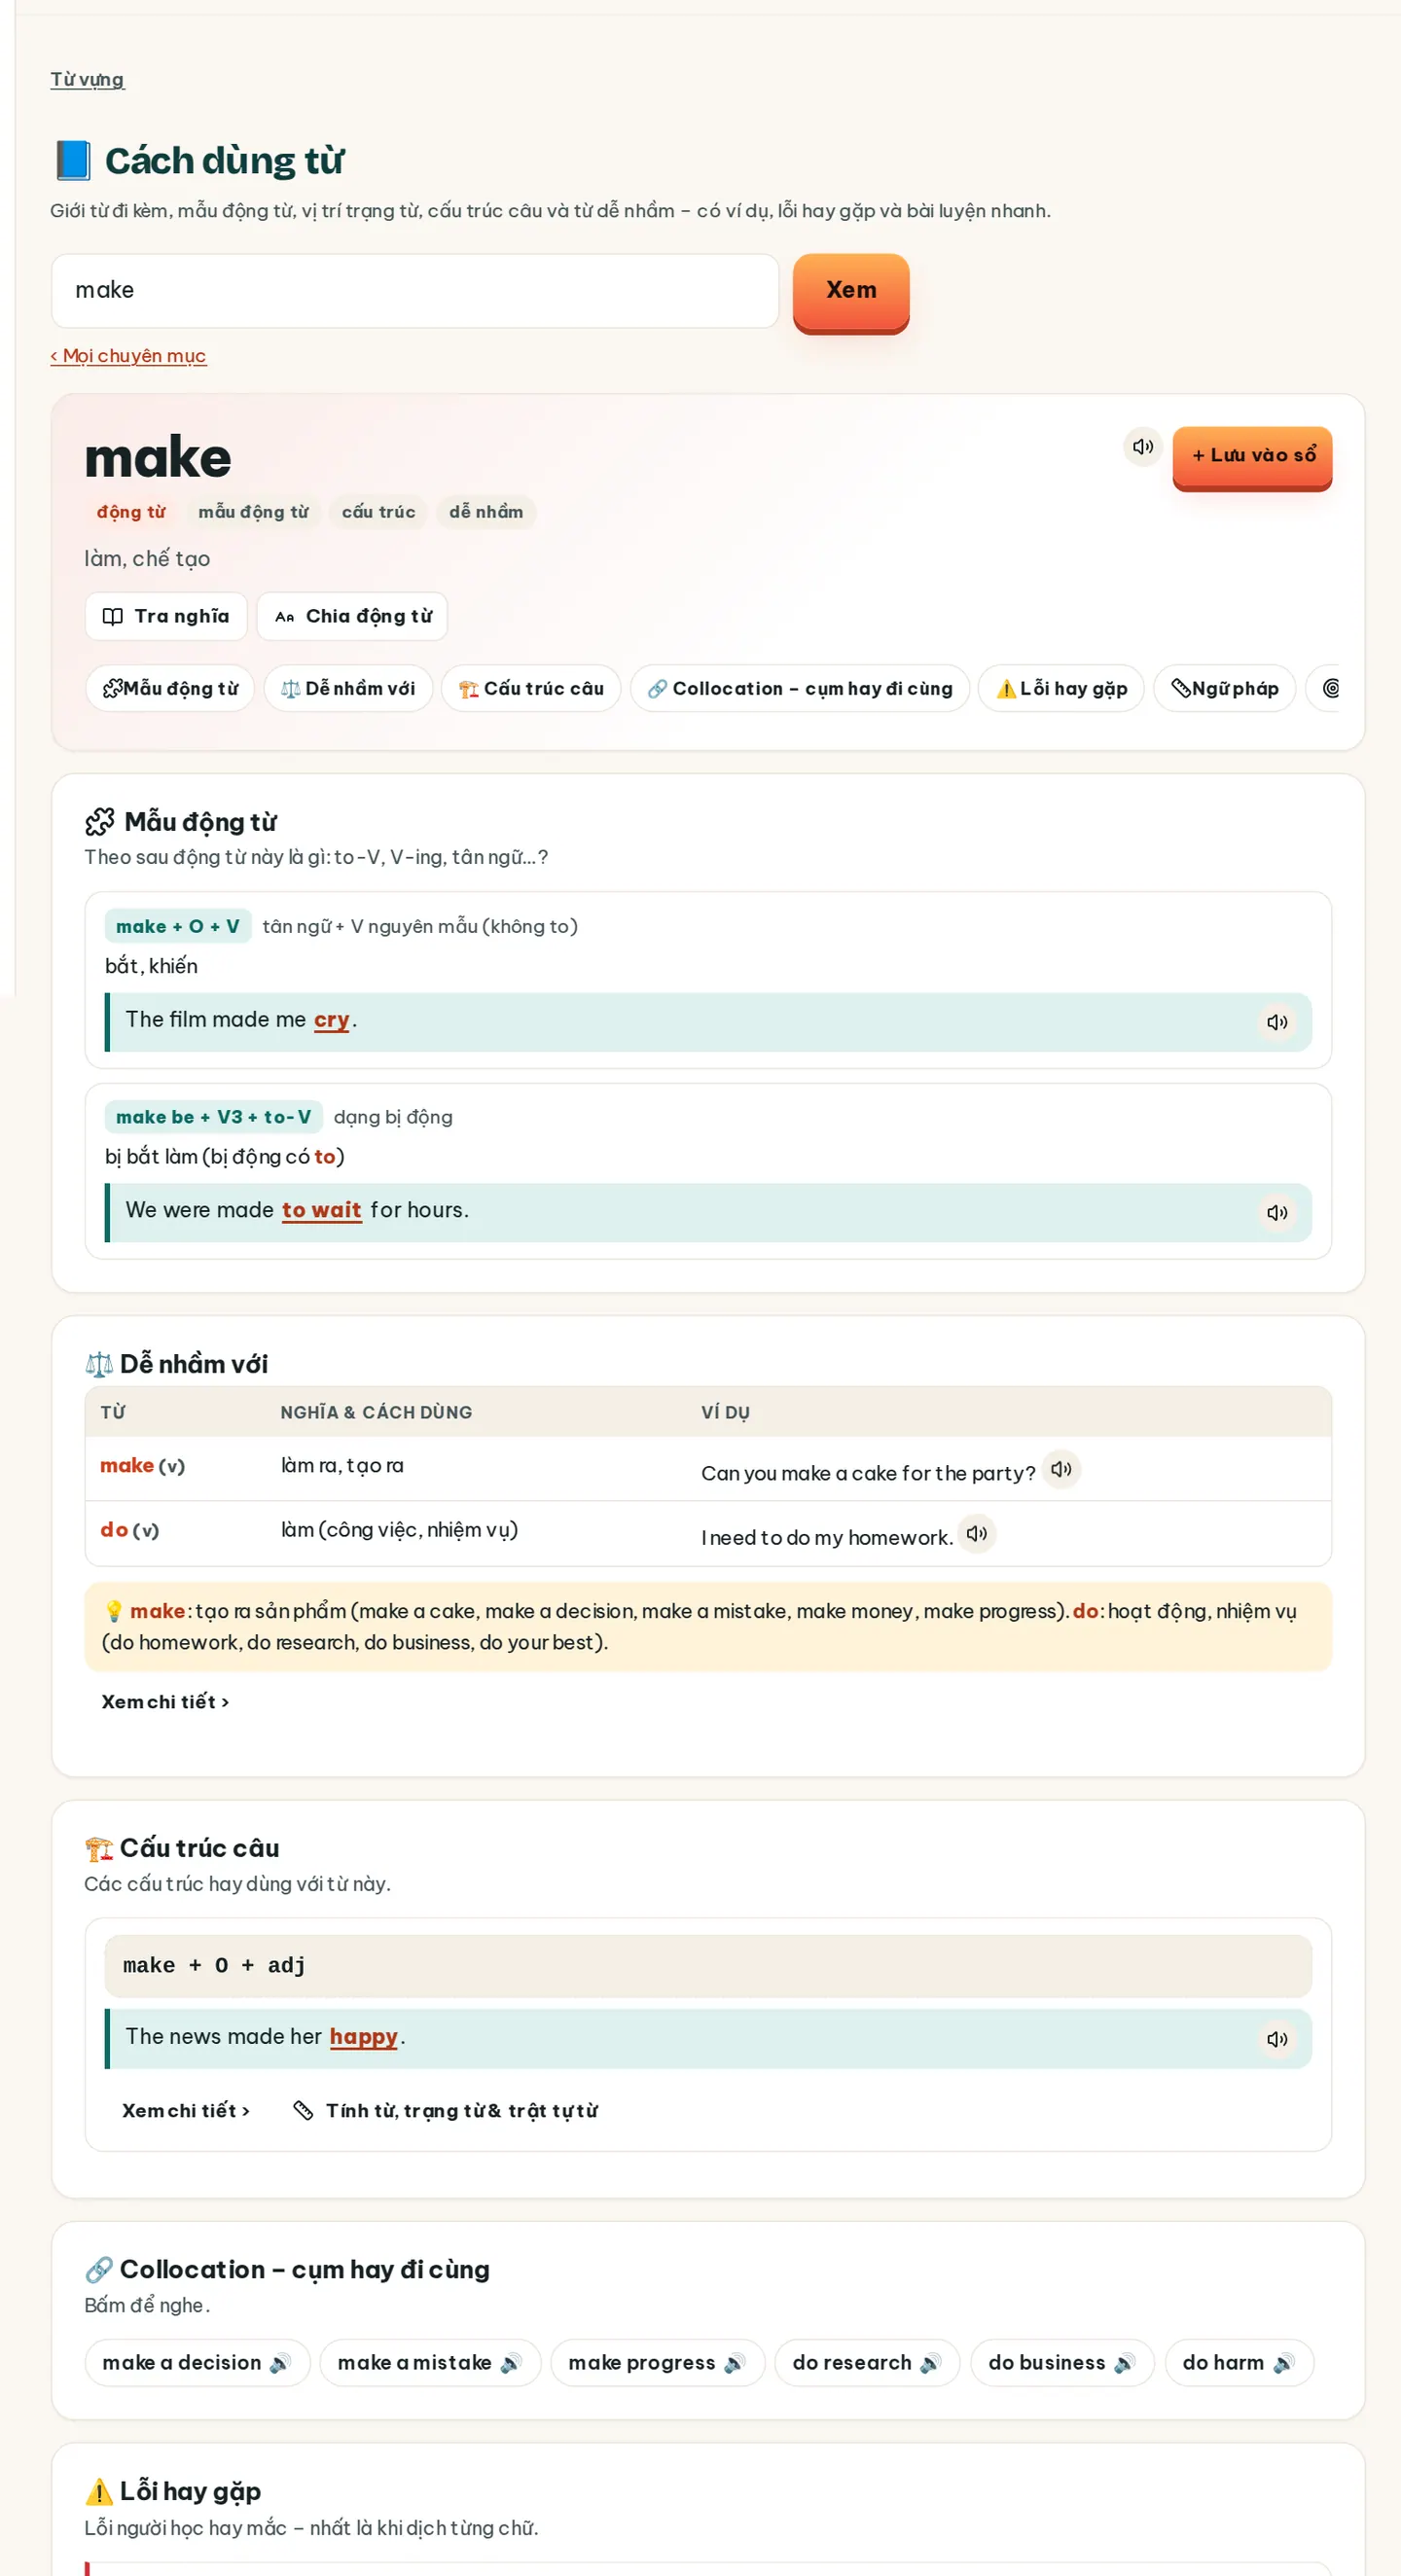 Từ vựng
📘 Cách dùng từ
Giới từ đi kèm, mẫu động từ, vị trí trạng từ, cấu trúc câu và từ dễ nhầm – có ví dụ, lỗi hay gặp và bài luyện nhanh.
make
Xem
‹ Mọi chuyên mục
make
+ Lưu vào sổ
động từ mẫu động từ cấu trúc dễ nhầm
làm, chế tạo
Tra nghĩa
Chia động từ
Mẫu động từ
⚖️ Dễ nhầm với
🏗️ Cấu trúc câu
🔗 Collocation – cụm hay đi cùng
⚠️ Lỗi hay gặp
Ngữ pháp
Mẫu động từ
Theo sau động từ này là gì: to-V, V-ing, tân ngữ…?
make + O + V tân ngữ + V nguyên mẫu (không to)
bắt, khiến
The film made me cry.
make be + V3 + to-V dạng bị động
bị bắt làm (bị động có to)
We were made to wait for hours.
⚖️ Dễ nhầm với
TỪ NGHĨA & CÁCH DÙNG VÍ DỤ
make (v) làm ra, tạo ra Can you make a cake for the party?
do (v) làm (công việc, nhiệm vụ) I need to do my homework.
💡 make: tạo ra sản phẩm (make a cake, make a decision, make a mistake, make money, make progress). do: hoạt động, nhiệm vụ
(do homework, do research, do business, do your best).
Xem chi tiết ›
🏗️ Cấu trúc câu
Các cấu trúc hay dùng với từ này.
make + O + adj
The news made her happy.
Xem chi tiết ›
Tính từ, trạng từ & trật tự từ
🔗 Collocation – cụm hay đi cùng
Bấm để nghe.
make a decision 🔊 make a mistake 🔊 make progress 🔊 do research 🔊 do business 🔊 do harm 🔊
⚠️ Lỗi hay gặp
Lỗi người học hay mắc – nhất là khi dịch từng chữ.